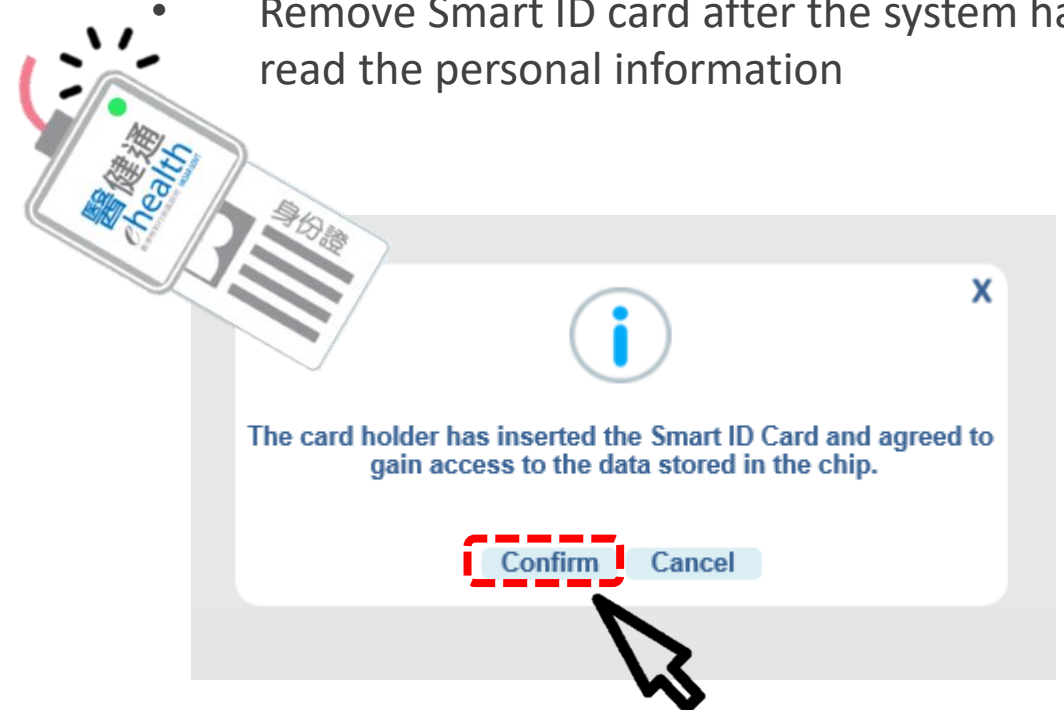 • Remove Smart ID card after the system ha
read the personal information
醫健通
ehealth
身份證
X
i
The card holder has inserted the Smart ID Card and agreed to
gain access to the data stored in the chip.
Confirm Cancel